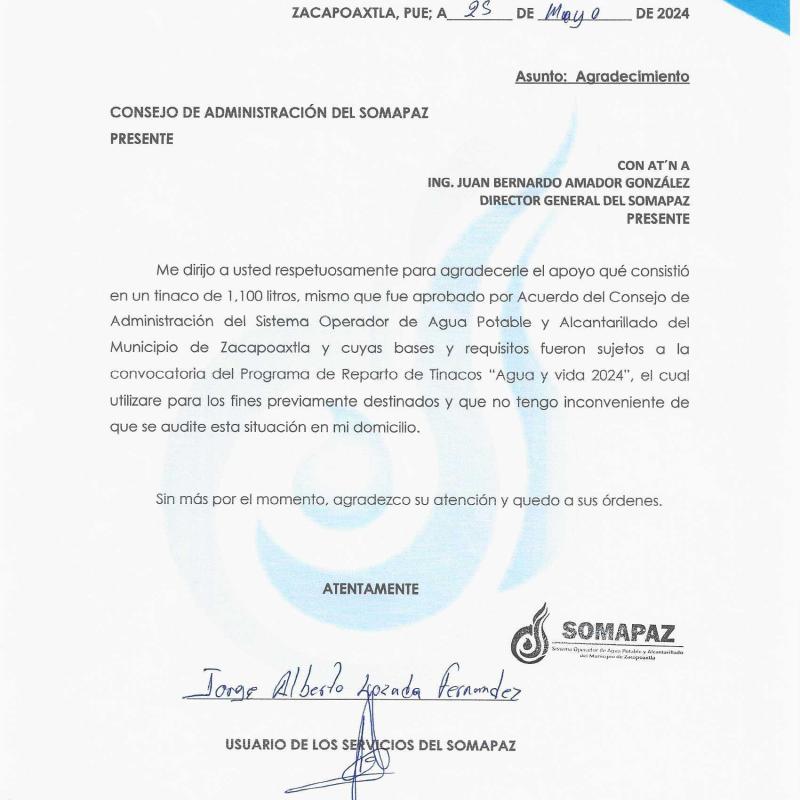 ZACAPOAXTLA, PUE; A 25 DE Mayo DE 2024
Asunto: Agradecimiento
CONSEJO DE ADMINISTRACIÓN DEL SOMAPAZ
PRESENTE
CON AT´N A
ING. JUAN BERNARDO AMADOR GONZÁLEZ
DIRECTOR GENERAL DEL SOMAPAZ
PRESENTE
Me dirijo a usted respetuosamente para agradecerle el apoyo qué consistió
en un tinaco de 1,100 litros, mismo que fue aprobado por Acuerdo del Consejo de
Administración del Sistema Operador de Agua Potable y Alcantarillado del
Municipio de Zacapoaxtla y cuyas bases y requisitos fueron sujetos a la
convocatoria del Programa de Reparto de Tinacos “Agua y vida 2024”, el cual
utilizare para los fines previamente destinados y que no tengo inconveniente de
que se audite esta situación en mi domicilio.
Sin más por el momento, agradezco su atención y quedo a sus órdenes.
ATENTAMENTE
SOMAPAZ
Sistema Operador de Agua Potable y Alcantarillado
del Municipio de Zacapoaxtla
Jorge Alberto Lozada Fernandez
USUARIO DE LOS SERVICIOS DEL SOMAPAZ